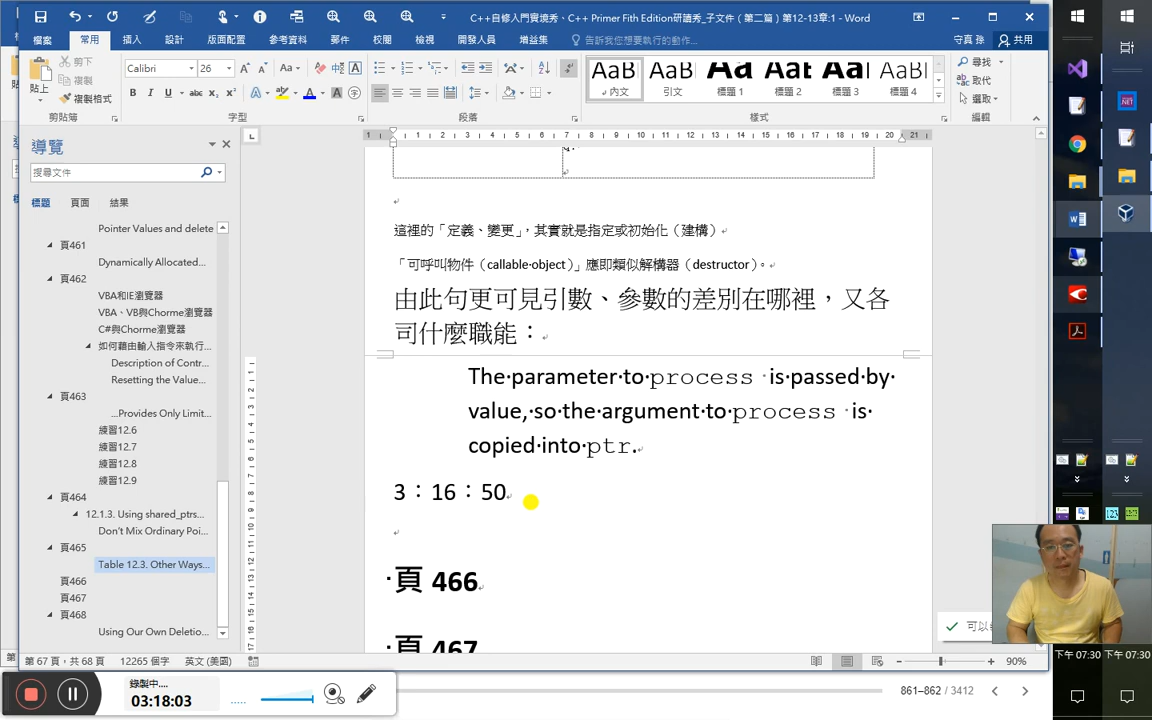 C++自修入門實境秀、C++ Primer Fith Edition研讀秀_子文件（第二篇）第12-13章:1 - Word
檔案 常用 插入 設計 版面配置 參考資料 郵件 校閱 檢視 開發人員 增益集 告訴我您想要執行的動作... 守真 孫 共用
貼上 剪下 複製 複製格式
Calibri 26
AaB AaB Aa Aat Aal AaBl
內文 引文 標題 1 標題 2 標題 3 標題 4
尋找 取代 選取
剪貼簿 字型 段落 樣式 編輯
導覽
搜尋文件
標題 頁面 結果
Pointer Values and delete
頁461
Dynamically Allocated...
頁462
VBA和IE瀏覽器
VBA、VB與Chorme瀏覽器
C#與Chorme瀏覽器
如何藉由輸入指令來執行...
Description of Contr...
Resetting the Value...
頁463
...Provides Only Limit...
練習12.6
練習12.7
練習12.8
練習12.9
頁464
12.1.3. Using shared_ptrs...
Don't Mix Ordinary Poi...
頁465
Table 12.3. Other Ways...
頁466
頁467
頁468
Using Our Own Deletio...
這裡的「定義、變更」，其實就是指定或初始化（建構）
「可呼叫物件（callable object）」應即類似解構器（destructor）。
由此句更可見引數、參數的差別在哪裡，又各
司什麼職能：
The parameter to process is passed by
value, so the argument to process is
copied into ptr.
3：16：50
頁 466
頁 467
第 67 頁，共 68 頁 12265 個字 英文 (美國) 90%
錄製中....
03:18:03
861–862 / 3412
下午 07:30 下午 07:30